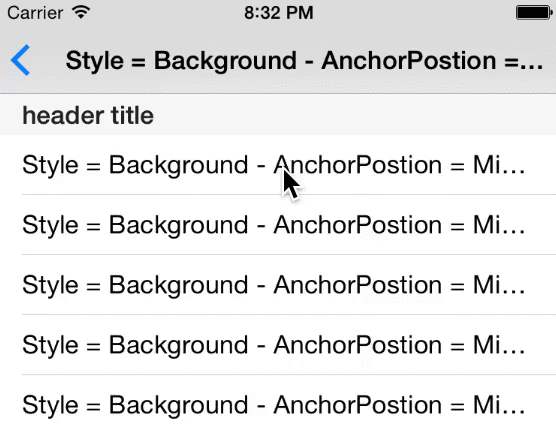 Carrier 8:32 PM
Style = Background - AnchorPostion =...
header title
Style = Background - AnchorPostion = Mi...
Style = Background - AnchorPostion = Mi...
Style = Background - AnchorPostion = Mi...
Style = Background - AnchorPostion = Mi...
Style = Background - AnchorPostion = Mi...